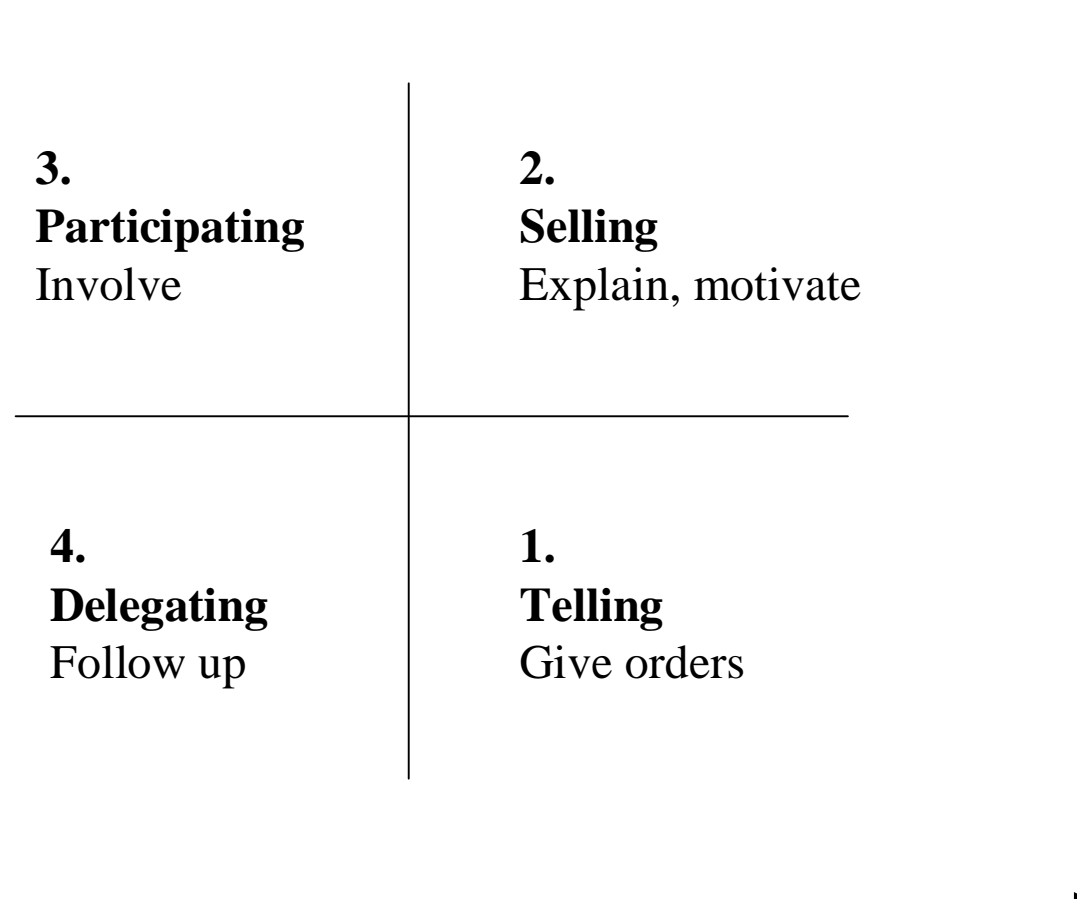 3.
Participating
Involve
2.
Selling
Explain, motivate
4.
Delegating
Follow up
1.
Telling
Give orders